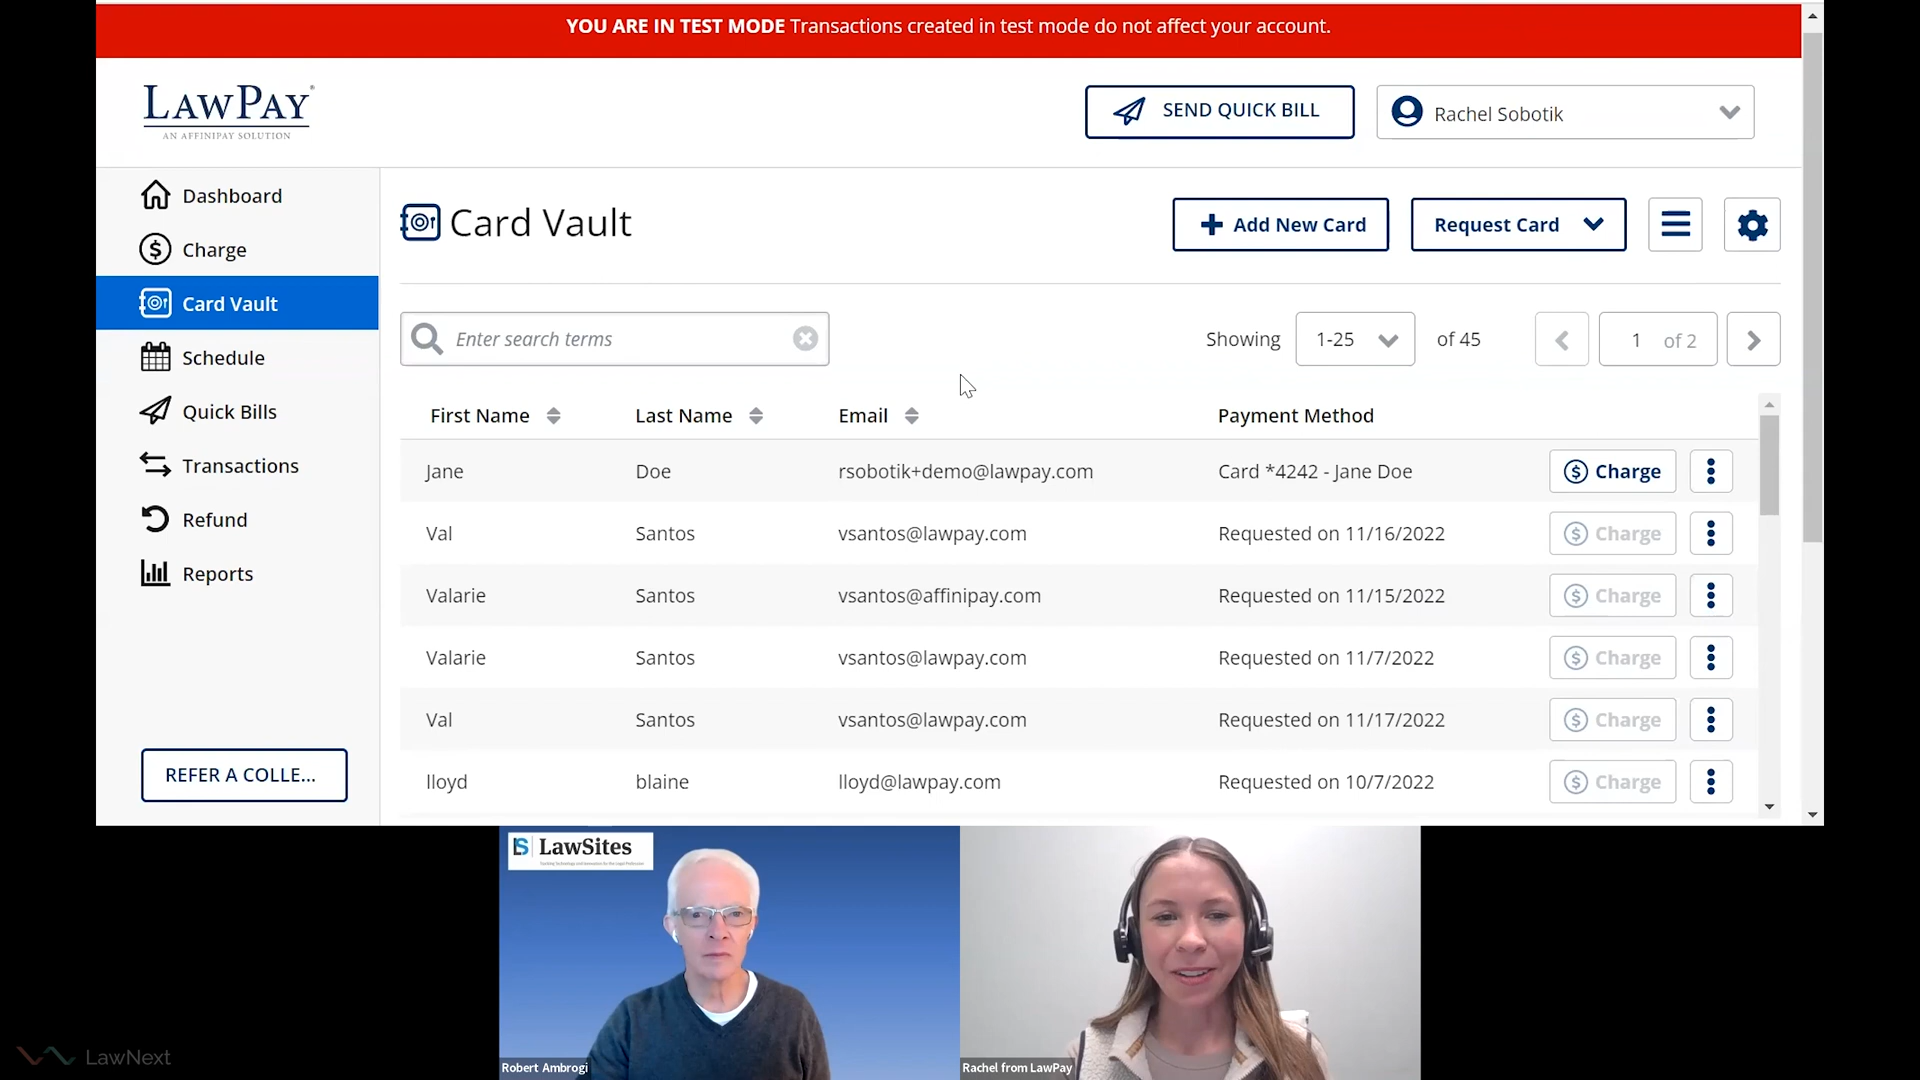 YOU ARE IN TEST MODE Transactions created in test mode do not affect your account.
LAWPAY®
AN AFFINIPAY SOLUTION
SEND QUICK BILL
Rachel Sobotik
Dashboard
Charge
Card Vault
Schedule
Quick Bills
Transactions
Refund
Reports
REFER A COLLE...
Card Vault
Add New Card
Request Card
Enter search terms
Showing 1-25 of 45
1 of 2
First Name Last Name Email Payment Method
Jane Doe rsobotik+demo@lawpay.com Card *4242 - Jane Doe Charge
Val Santos vsantos@lawpay.com Requested on 11/16/2022 Charge
Valarie Santos vsantos@affinipay.com Requested on 11/15/2022 Charge
Valarie Santos vsantos@lawpay.com Requested on 11/7/2022 Charge
Val Santos vsantos@lawpay.com Requested on 11/17/2022 Charge
lloyd blaine lloyd@lawpay.com Requested on 10/7/2022 Charge
LS LawSites
Robert Ambrogi
Rachel from LawPay
LawNext